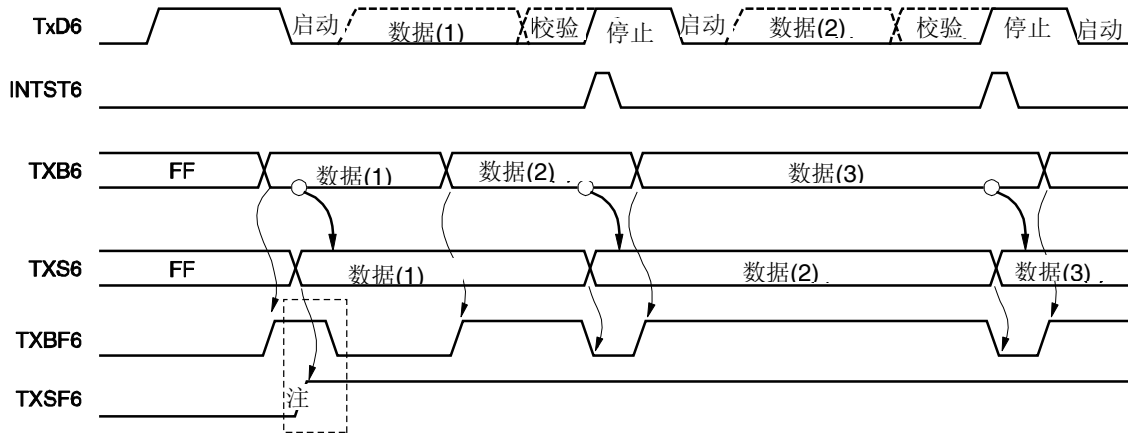 TxD6 启动 数据(1) 校验 停止 启动 数据(2) 校验 停止 启动
INTST6
TXB6 FF 数据(1) 数据(2) 数据(3)
TXS6 FF 数据(1) 数据(2) 数据(3)
TXBF6
TXSF6 注